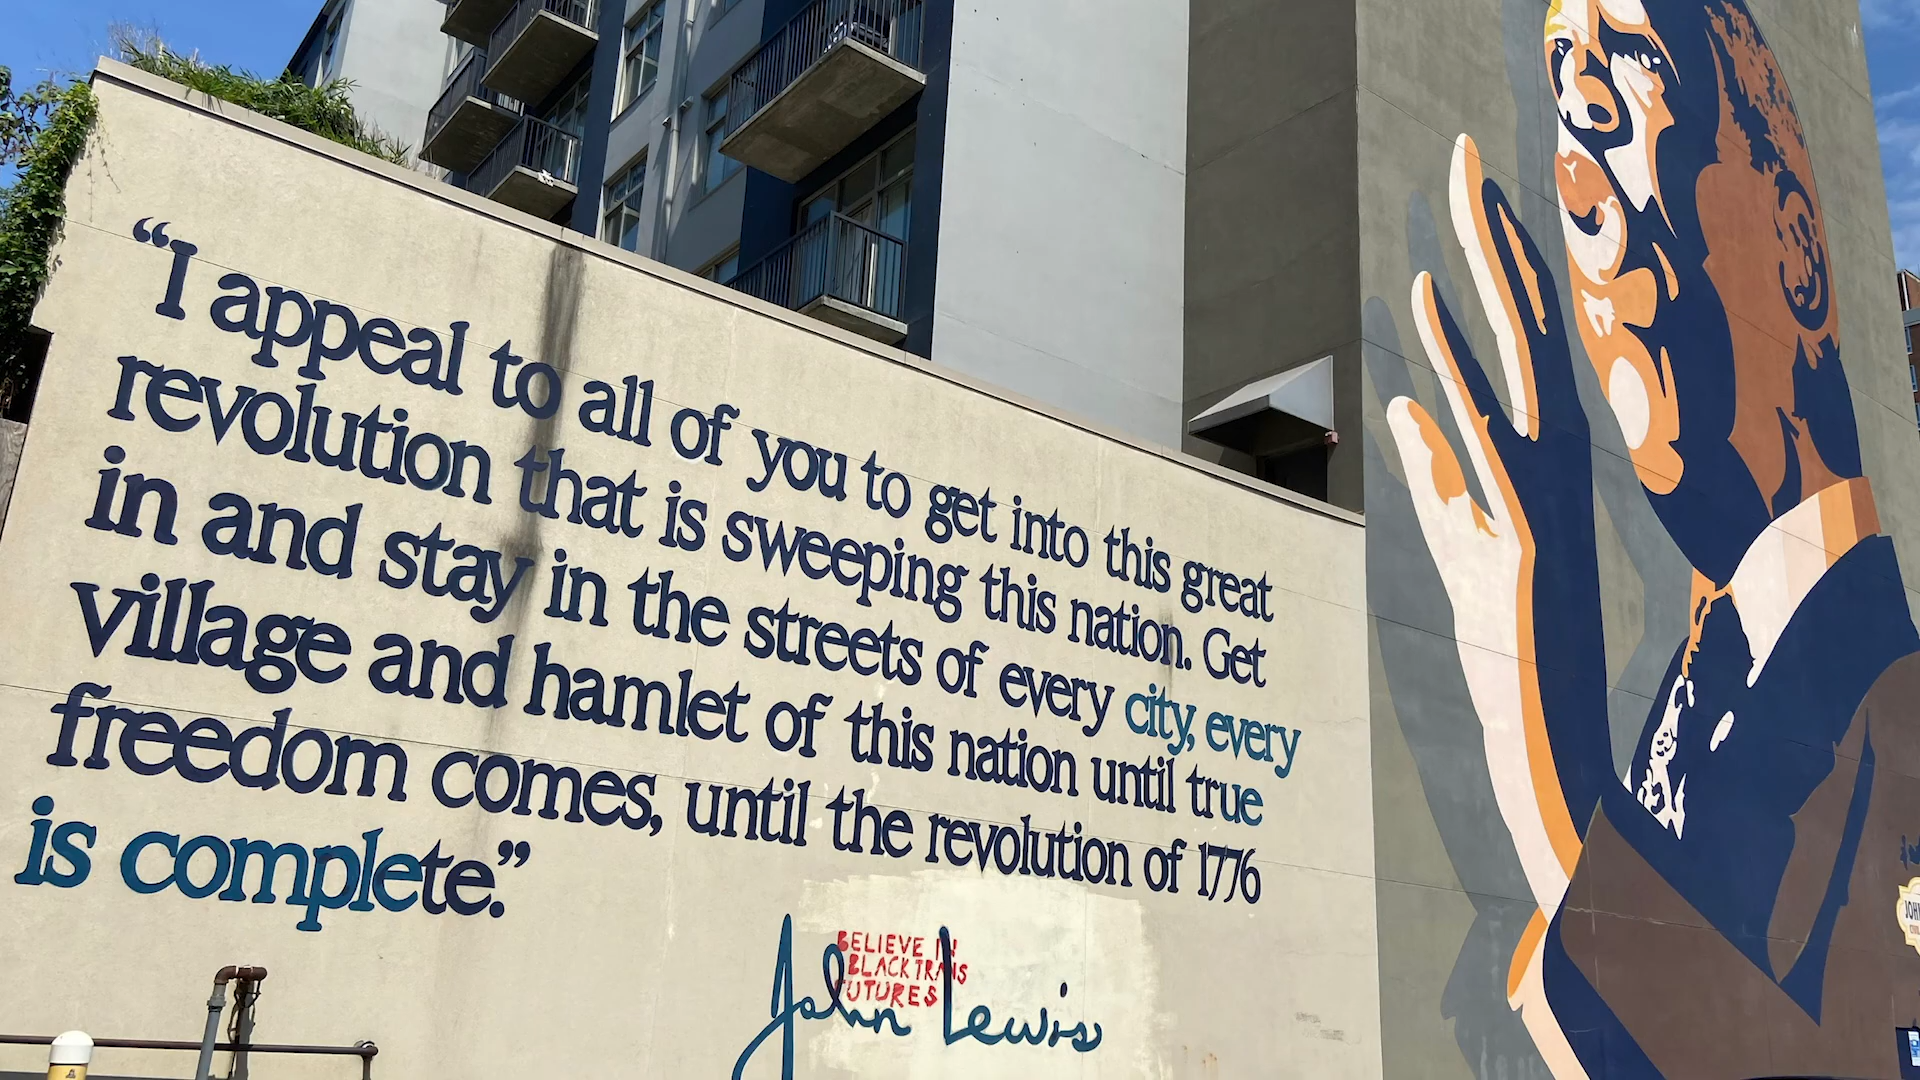 “I appeal to all of you to get into this great
revolution that is sweeping this nation. Get
in and stay in the streets of every city, every
village and hamlet of this nation until true
freedom comes, until the revolution of 1776
is complete.”
BELIEVE IN
BLACK TRANS
FUTURES
John Lewis
JOHN